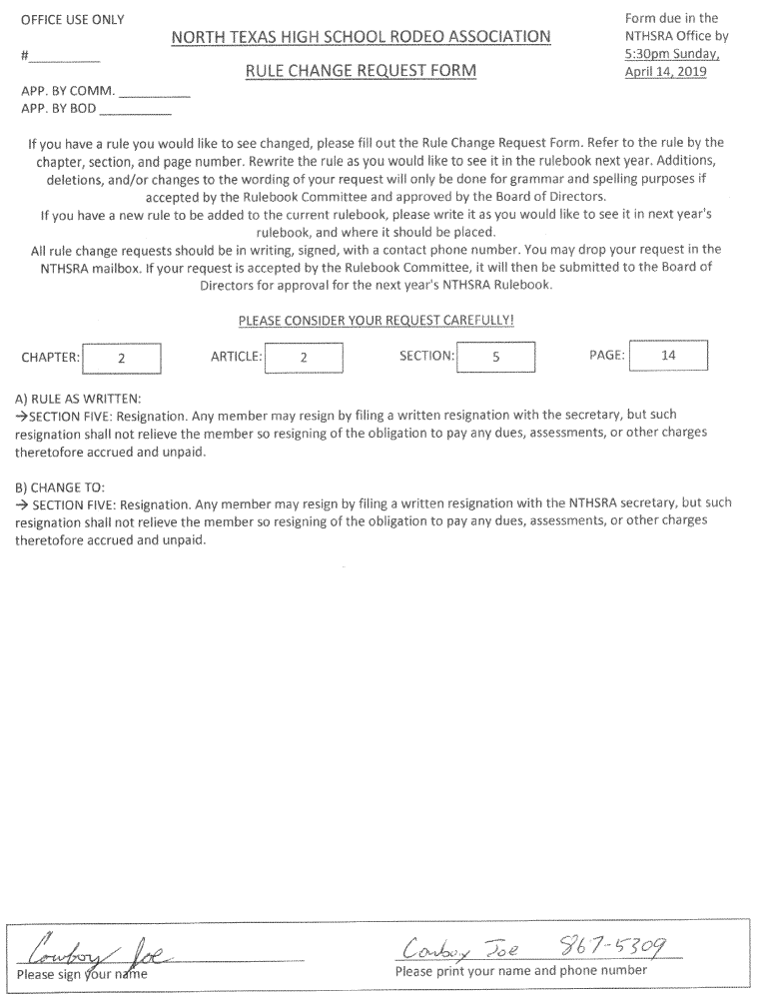 OFFICE USE ONLY
NORTH TEXAS HIGH SCHOOL RODEO ASSOCIATION
Form due in the
NTHSRA Office by
5:30pm Sunday,
April 14, 2019
#___________
RULE CHANGE REQUEST FORM
APP. BY COMM. ___________
APP. BY BOD ___________
If you have a rule you would like to see changed, please fill out the Rule Change Request Form. Refer to the rule by the
chapter, section, and page number. Rewrite the rule as you would like to see it in the rulebook next year. Additions,
deletions, and/or changes to the wording of your request will only be done for grammar and spelling purposes if
accepted by the Rulebook Committee and approved by the Board of Directors.
If you have a new rule to be added to the current rulebook, please write it as you would like to see it in next year's
rulebook, and where it should be placed.
All rule change requests should be in writing, signed, with a contact phone number. You may drop your request in the
NTHSRA mailbox. If your request is accepted by the Rulebook Committee, it will then be submitted to the Board of
Directors for approval for the next year's NTHSRA Rulebook.
PLEASE CONSIDER YOUR REQUEST CAREFULLY!
CHAPTER: 2 ARTICLE: 2 SECTION: 5 PAGE: 14
A) RULE AS WRITTEN:
→SECTION FIVE: Resignation. Any member may resign by filing a written resignation with the secretary, but such
resignation shall not relieve the member so resigning of the obligation to pay any dues, assessments, or other charges
theretofore accrued and unpaid.
B) CHANGE TO:
→ SECTION FIVE: Resignation. Any member may resign by filing a written resignation with the NTHSRA secretary, but such
resignation shall not relieve the member so resigning of the obligation to pay any dues, assessments, or other charges
theretofore accrued and unpaid.
Cowboy Joe
Please sign your name
Cowboy Joe 867-5309
Please print your name and phone number